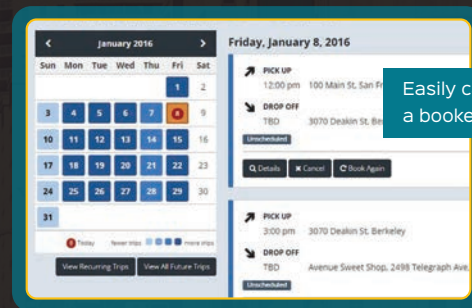 January 2016
Sun Mon Tue Wed Thu Fri Sat
1 2
3 4 5 6 7 8 9
10 11 12 13 14 15 16
17 18 19 20 21 22 23
24 25 26 27 28 29 30
31
8 Today fewer trips more trips
View Recurring Trips View All Future Trips
Friday, January 8, 2016
PICK UP
12:00 pm 100 Main St, San Fr
DROP OFF
TBD 3070 Deakin St, Be
Unscheduled
Details Cancel Book Again
Easily c
a booke
PICK UP
3:00 pm 3070 Deakin St, Berkeley
DROP OFF
TBD Avenue Sweet Shop, 2498 Telegraph Ave,
Unscheduled